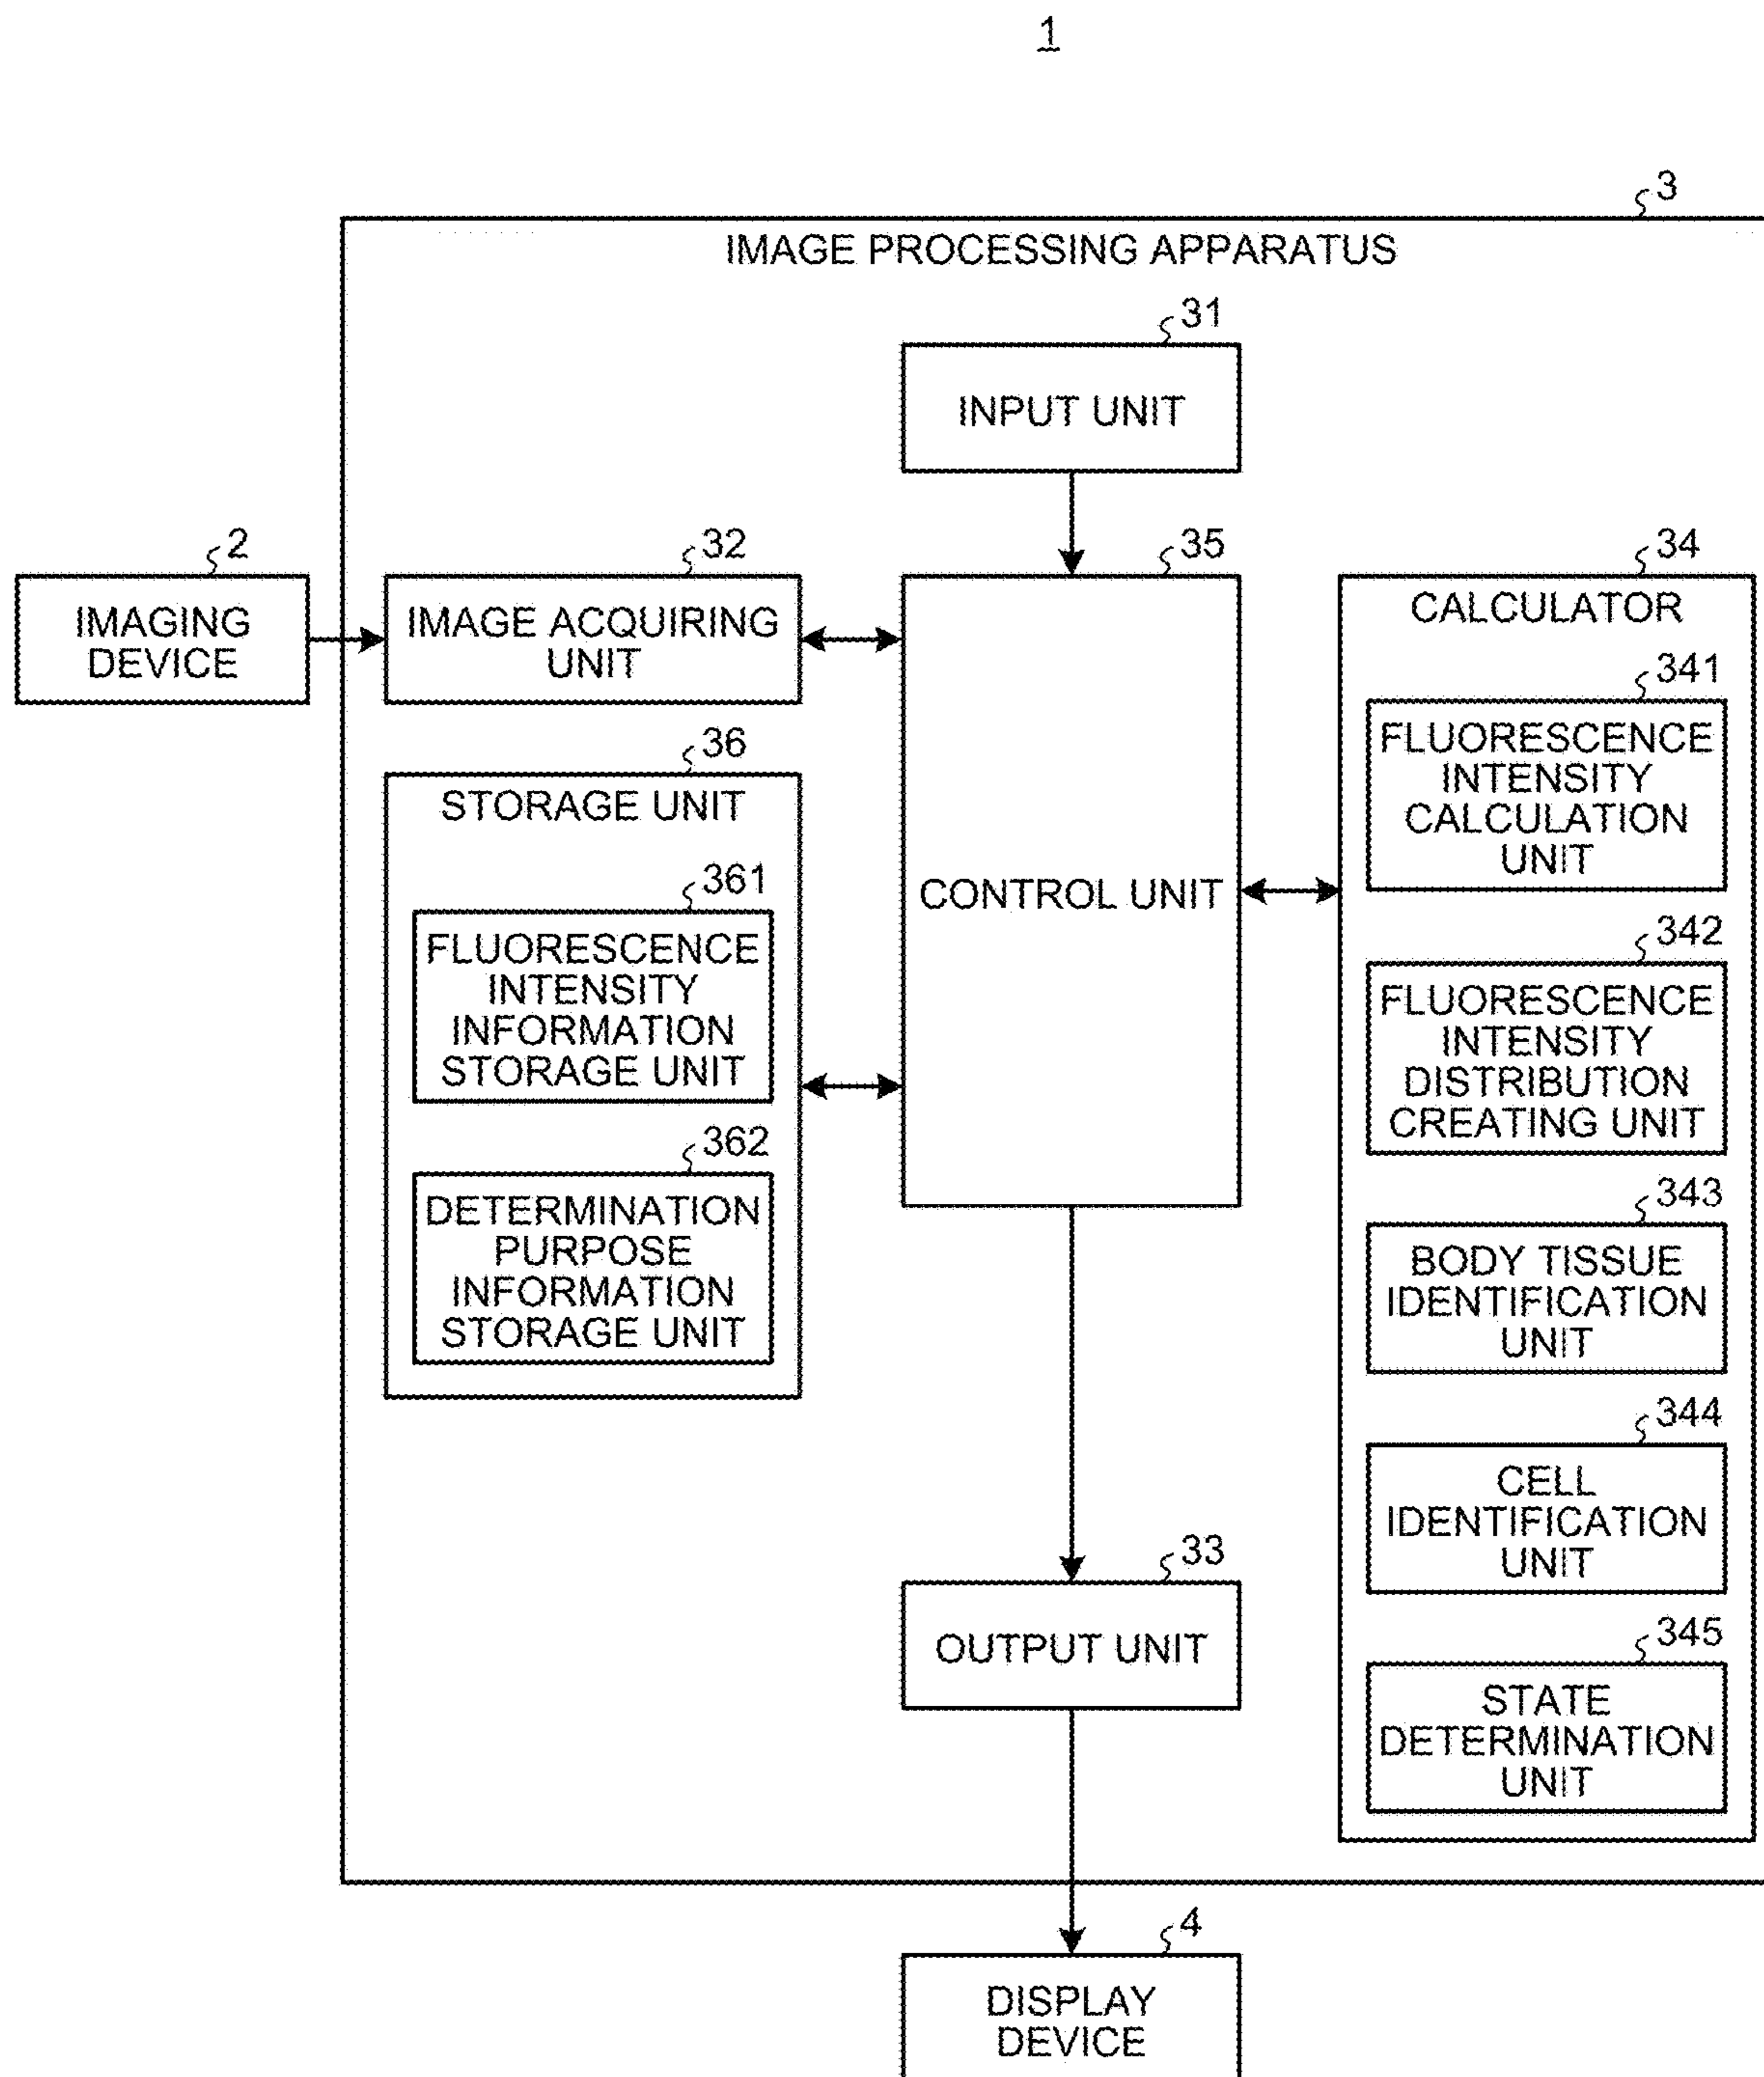 1
3
IMAGE PROCESSING APPARATUS
31
INPUT UNIT
2
IMAGING
DEVICE
32
IMAGE ACQUIRING
UNIT
35
CONTROL UNIT
34
CALCULATOR
341
FLUORESCENCE
INTENSITY
CALCULATION
UNIT
342
FLUORESCENCE
INTENSITY
DISTRIBUTION
CREATING UNIT
343
BODY TISSUE
IDENTIFICATION
UNIT
344
CELL
IDENTIFICATION
UNIT
345
STATE
DETERMINATION
UNIT
36
STORAGE UNIT
361
FLUORESCENCE
INTENSITY
INFORMATION
STORAGE UNIT
362
DETERMINATION
PURPOSE
INFORMATION
STORAGE UNIT
33
OUTPUT UNIT
4
DISPLAY
DEVICE